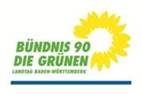 BÜNDNIS 90
DIE GRÜNEN
LANDTAG BADEN-WÜRTTEMBERG